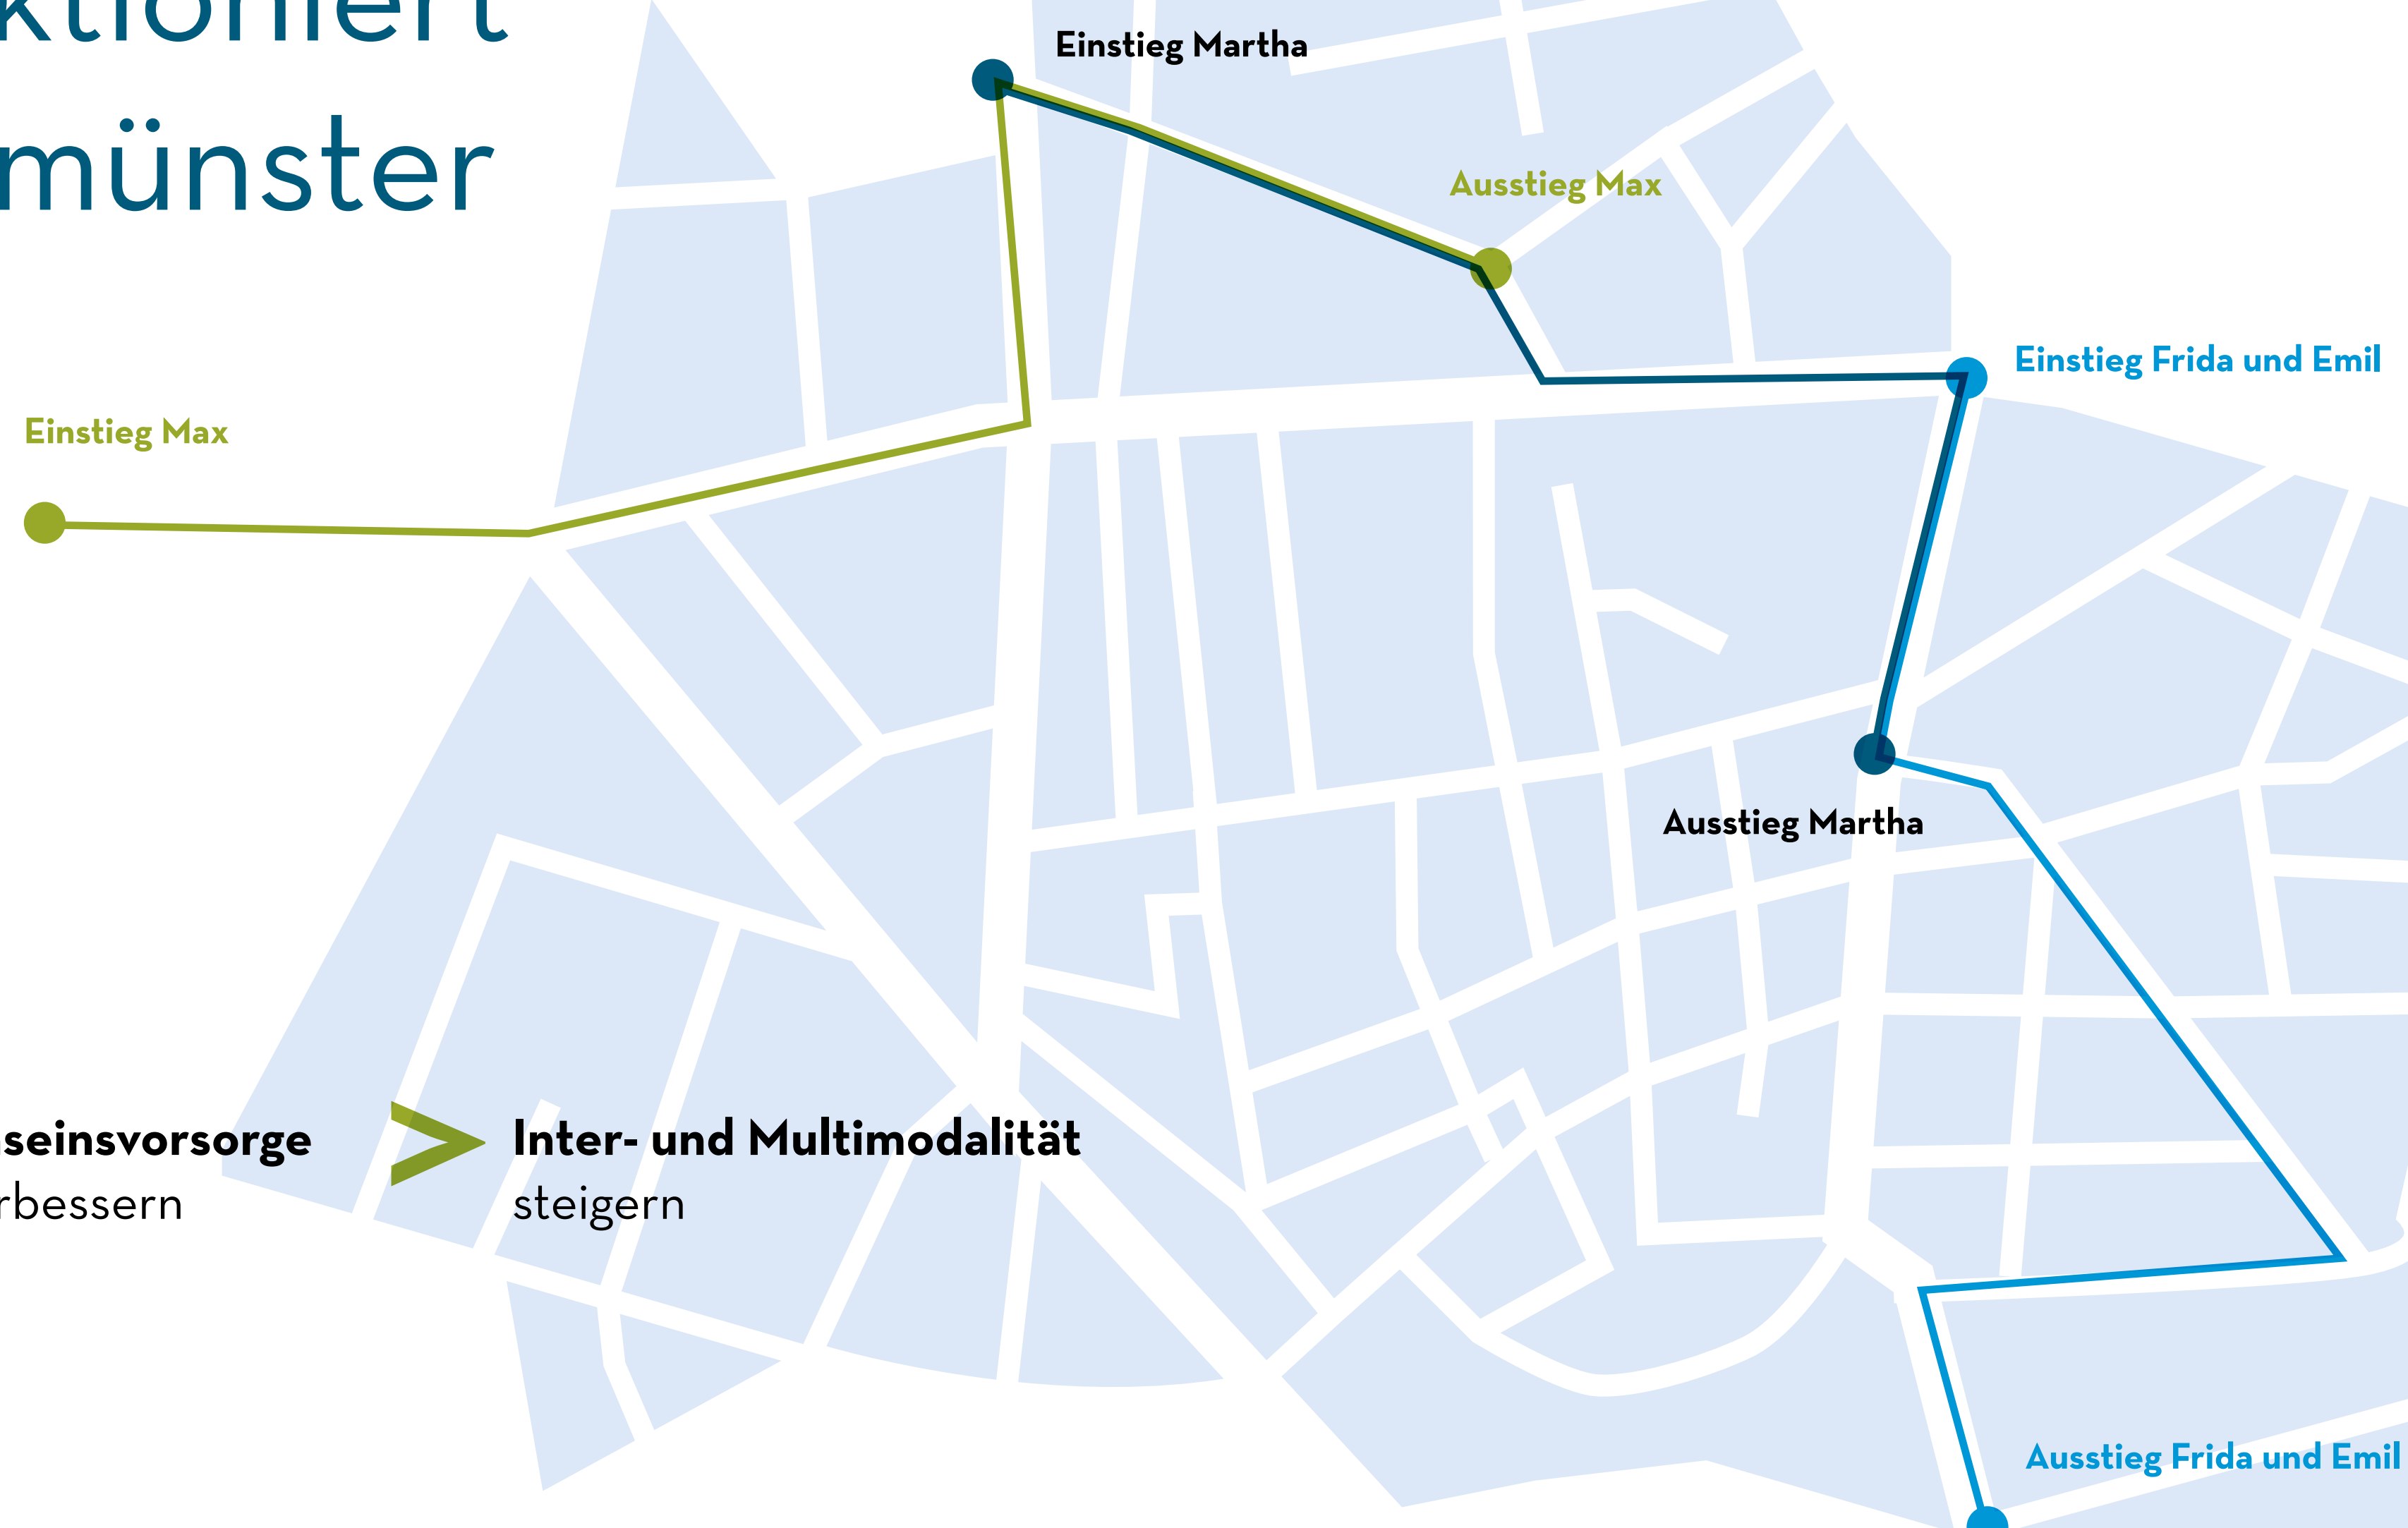 münster
Einstieg Martha
Ausstieg Max
Einstieg Frida und Emil
Einstieg Max
Ausstieg Martha
seinsvorsorge
rbessern
Inter- und Multimodalität
steigern
Ausstieg Frida und Emil